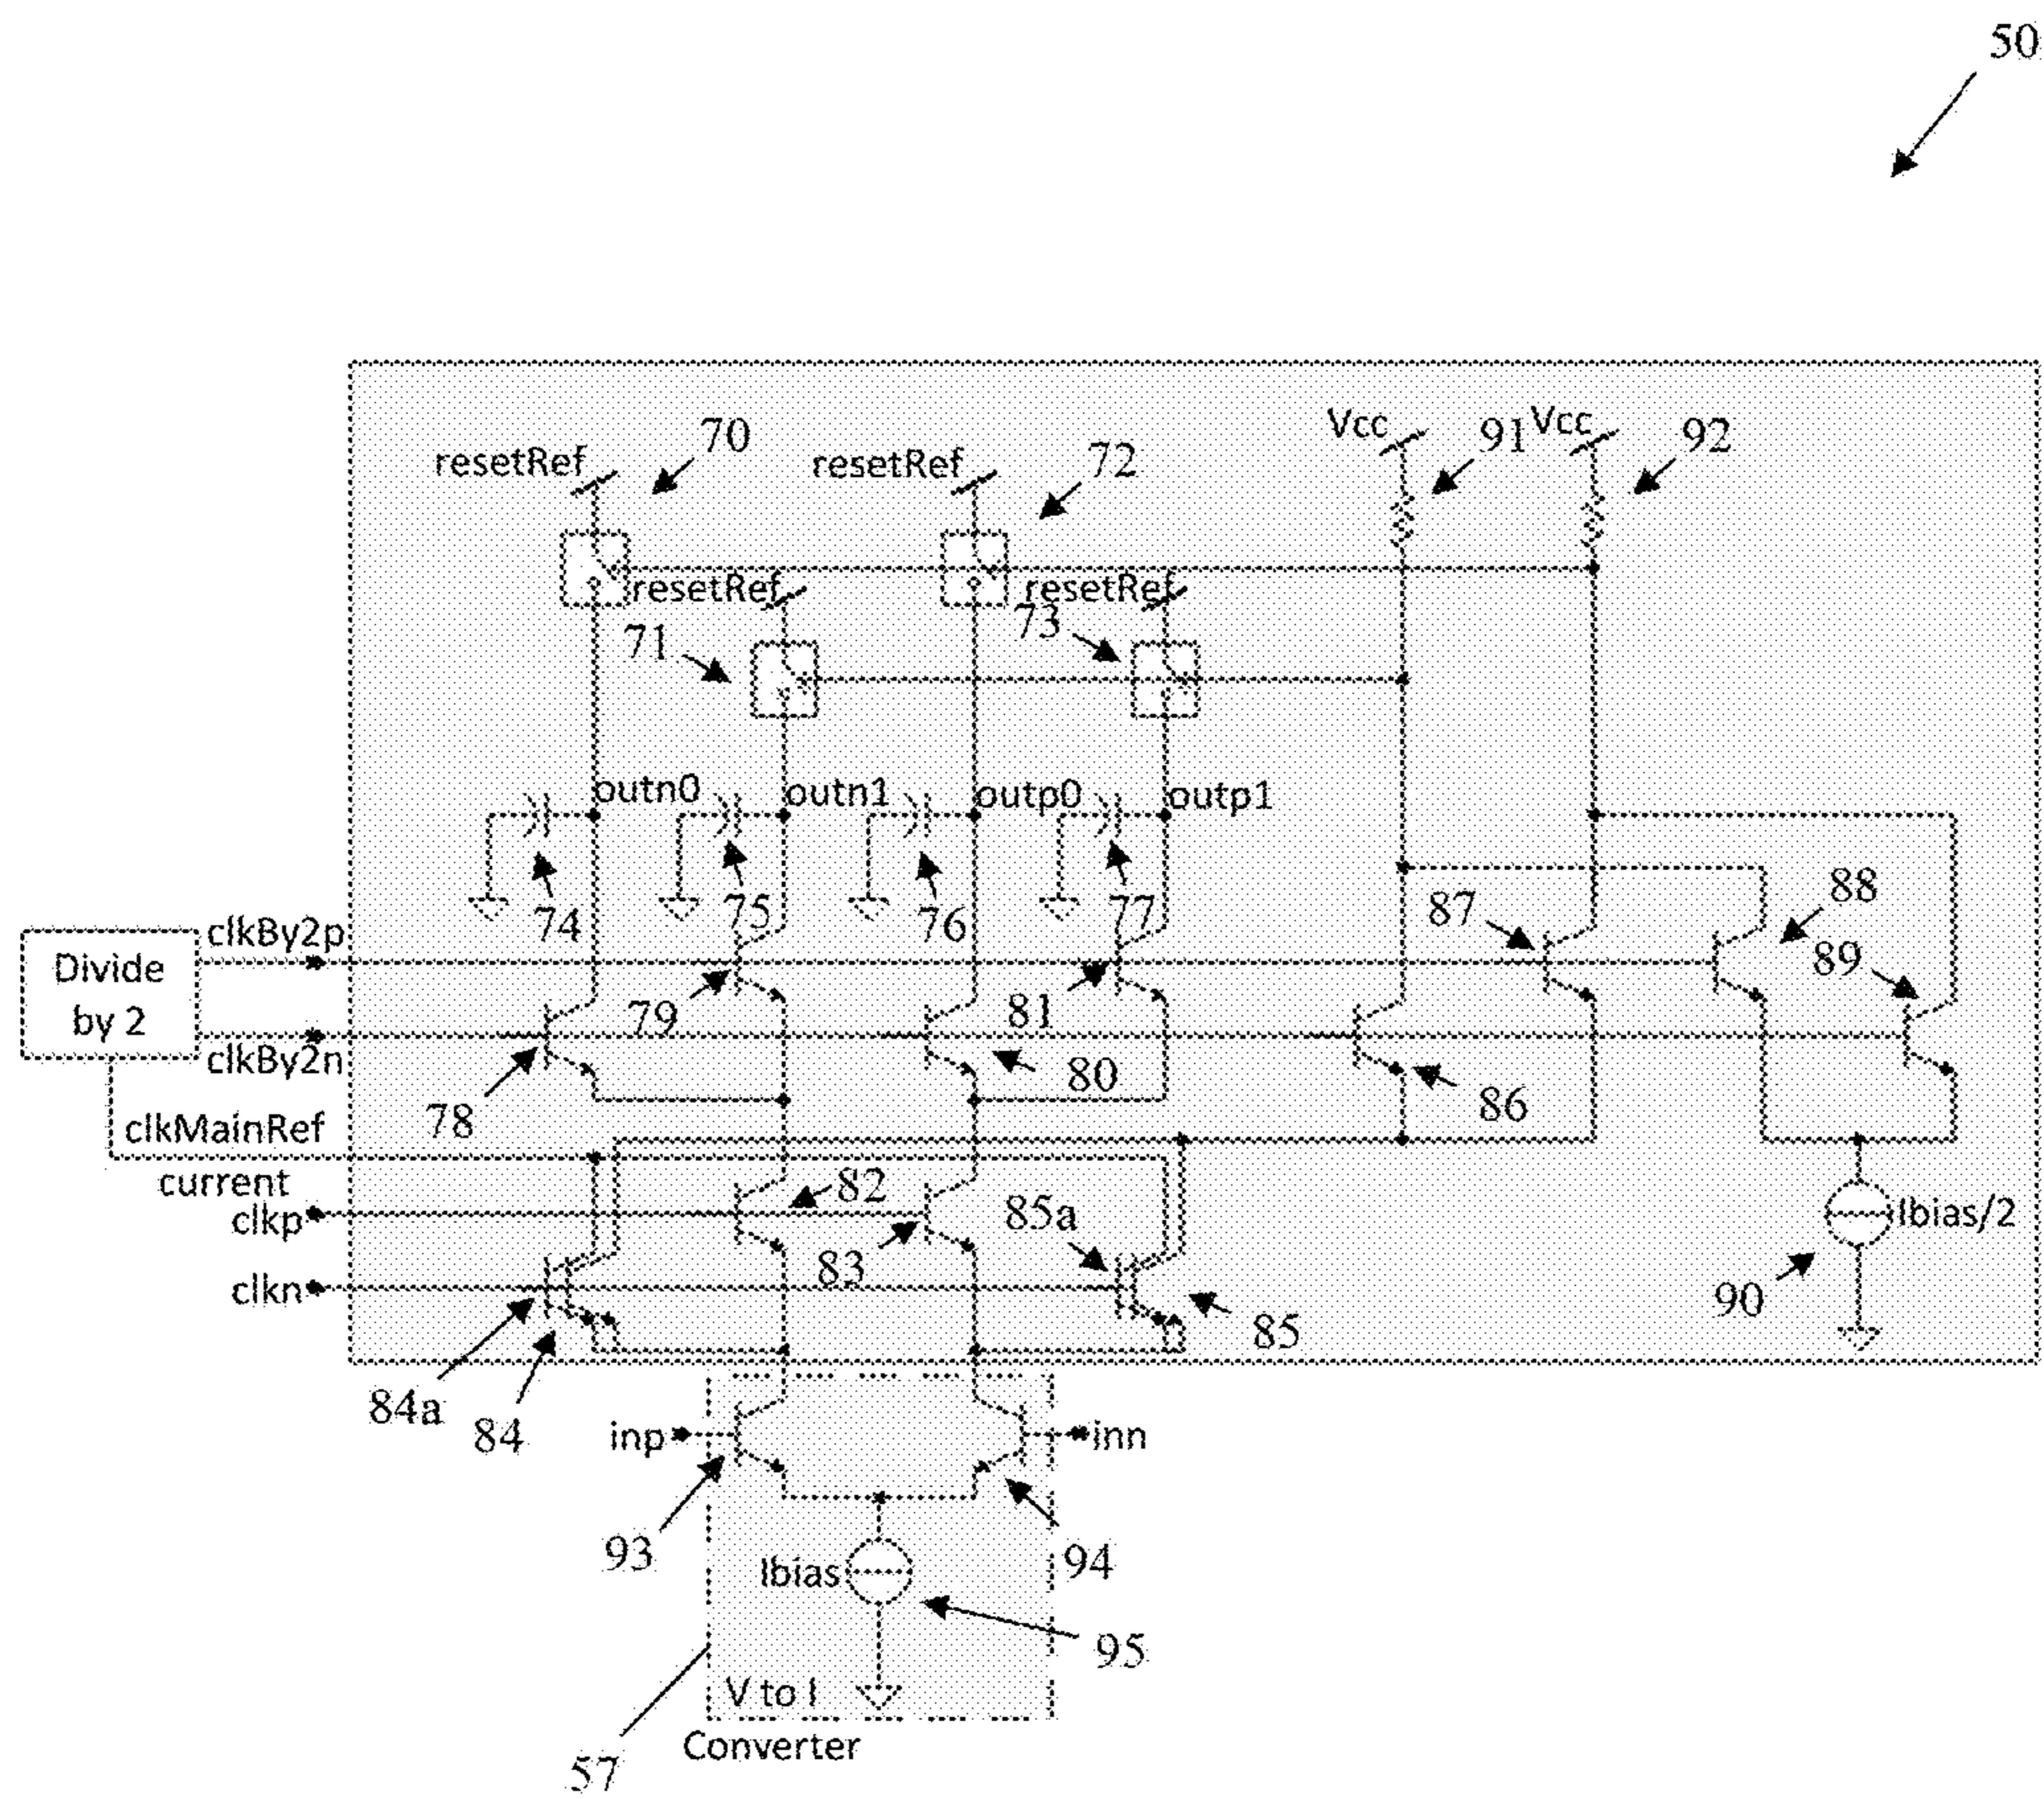 50
Vcc
91
Vcc
92
resetRef
70
resetRef
72
resetRef
71
resetRef
73
outn0
outn1
outp0
outp1
74
75
76
77
87
88
89
clkBy2p
Divide
by 2
clkBy2n
79
81
78
80
86
clkMainRef
current
clkp
82
85a
83
Ibias/2
90
clkn
85
84a
84
inp
inn
93
94
Ibias
95
V to I
Converter
57